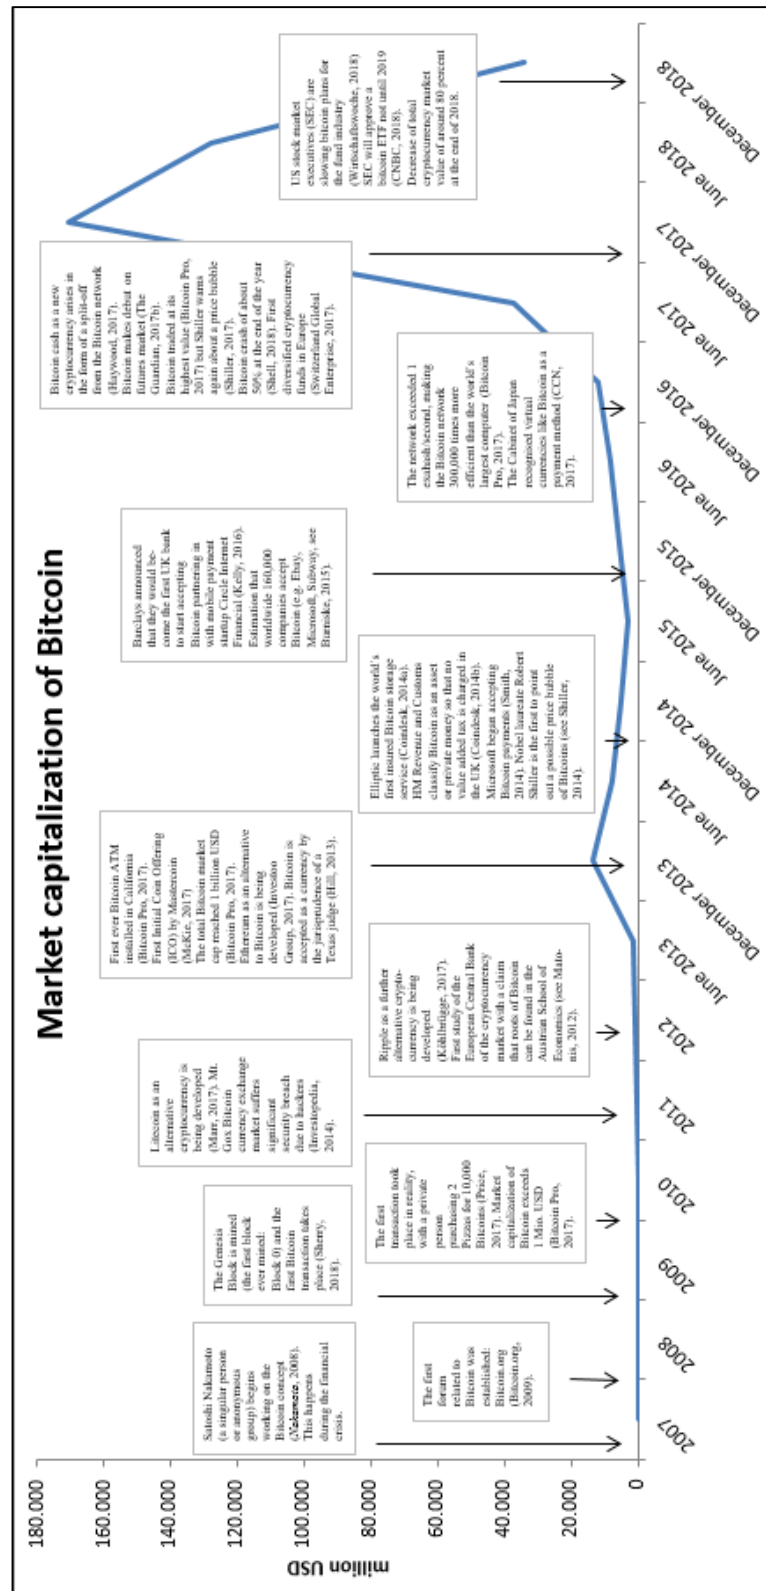 Market capitalization of Bitcoin
million USD
180.000
160.000
140.000
120.000
100.000
80.000
60.000
40.000
20.000
0
Satoshi Nakamoto
(a singular person
or anonymous
group) begins
working on the
Bitcoin concept
(Nakamoto, 2008).
This happens
during the financial
crisis.
The first
forum
related to
Bitcoin was
established:
Bitcoin.org
(Bitcoin.org,
2009).
The Genesis
Block is mined
(the first block
ever mined:
Block 0) and the
first Bitcoin
transaction takes
place (Sherry,
2018).
The first
transaction took
place in reality,
with a private
person
purchasing 2
Pizzas for 10,000
Bitcoins (Price,
2017). Market
capitalization of
Bitcoin exceeds
1 Mio. USD
(Bitcoin Pro,
2017).
Litecoin as an
alternative
cryptocurrency is
being developed
(Marr, 2017). Mt.
Gox Bitcoin
currency exchange
market suffers
significant
security breach
due to hackers
(Investopedia,
2014).
Ripple as a further
alternative crypto-
currency is being
developed
(Köhlbrügge, 2017).
First study of the
European Central Bank
of the cryptocurrency
market with a claim
that roots of Bitcoin
can be found in the
Austrian School of
Economics (see Mato-
nis, 2012).
First ever Bitcoin ATM
installed in California
(Bitcoin Pro, 2017).
First Initial Coin Offering
(ICO) by Mastercoin
(McKie, 2017)
The total Bitcoin market
cap reached 1 billion USD
(Bitcoin Pro, 2017).
Ethereum as an alternative
to Bitcoin is being
developed (Investoo
Group, 2017). Bitcoin is
accepted as a currency by
the jurisprudence of a
Texas judge (Hill, 2013).
Elliptic launches the world's
first insured Bitcoin storage
service (Coindesk, 2014a).
HM Revenue and Customs
classify Bitcoin as an asset
or private money so that no
value added tax is charged in
the UK (Coindesk, 2014b).
Microsoft began accepting
Bitcoin payments (Smith,
2014). Nobel laureate Robert
Shiller is the first to point
out a possible price bubble
of Bitcoins (see Shiller,
2014).
Barclays announced
that they would be-
come the first UK bank
to start accepting
Bitcoin partnering in
with mobile payment
startup Circle Internet
Financial (Kelly, 2016).
Estimation that
worldwide 160,000
companies accept
Bitcoin (e.g. Ebay,
Microsoft, Subway, see
Burniske, 2015).
The network exceeded 1
exahash/second, making
the Bitcoin network
300,000 times more
efficient than the world's
largest computer (Bitcoin
Pro, 2017).
The Cabinet of Japan
recognised virtual
currencies like Bitcoin as a
payment method (CCN,
2017).
Bitcoin cash as a new
cryptocurrency arises in
the form of a split-off
from the Bitcoin network
(Haywood, 2017).
Bitcoin makes debut on
futures market (The
Guardian, 2017b).
Bitcoin traded at its
highest value (Bitcoin Pro,
2017) but Shiller warns
again about a price bubble
(Shiller, 2017).
Bitcoin crash of about
50% at the end of the year
(Shell, 2018). First
diversified cryptocurrency
funds in Europe
(Switzerland Global
Enterprise, 2017).
US stock market
executives (SEC) are
slowing bitcoin plans for
the fund industry
(Wirtschaftswoche, 2018)
SEC will approve a
bitcoin ETF not until 2019
(CNBC, 2018).
Decrease of total
cryptocurrency market
value of around 80 percent
at the end of 2018.
2007
2008
2009
2010
2011
2012
June 2013
December 2013
June 2014
December 2014
June 2015
December 2015
June 2016
December 2016
June 2017
December 2017
June 2018
December 2018